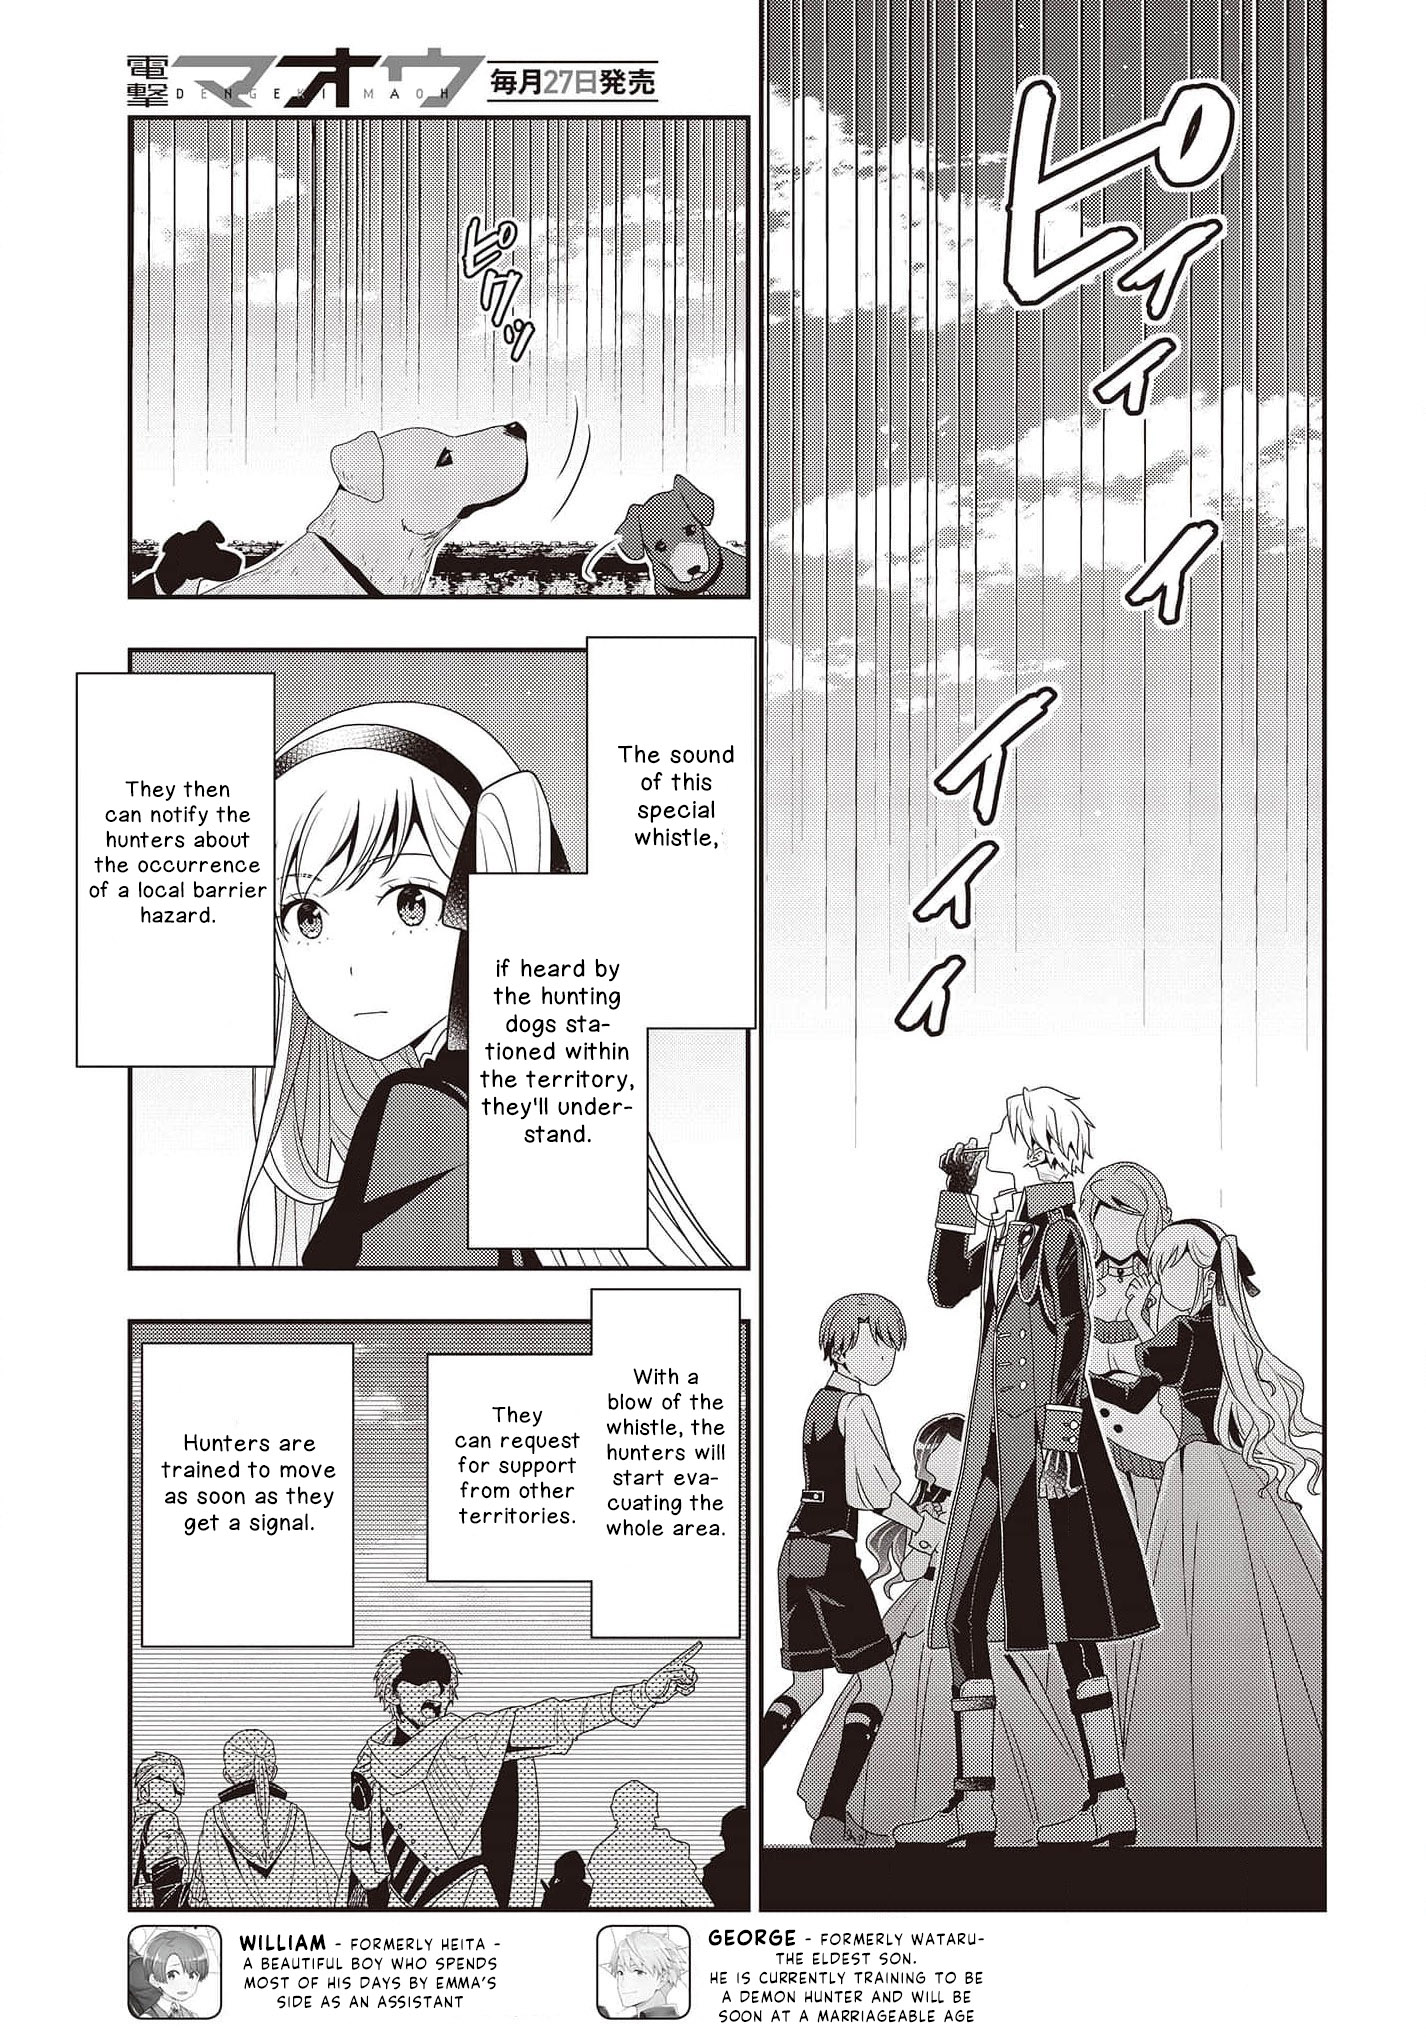 電撃マオウ 毎月27日発売
DENGEKI MAOH
ピィィィィ
イイイイ
ピクッ
The sound
of this
special
whistle,
if heard by
the hunting
dogs sta-
tioned within
the territory,
they'll under-
stand.
They then
can notify the
hunters about
the occurrence
of a local barrier
hazard.
With a
blow of the
whistle, the
hunters will
start eva-
cuating the
whole area.
They
can request
for support
from other
territories.
Hunters are
trained to move
as soon as they
get a signal.
WILLIAM - FORMERLY HEITA -
A BEAUTIFUL BOY WHO SPENDS
MOST OF HIS DAYS BY EMMA'S
SIDE AS AN ASSISTANT
GEORGE - FORMERLY WATARU-
THE ELDEST SON.
HE IS CURRENTLY TRAINING TO BE
A DEMON HUNTER AND WILL BE
SOON AT A MARRIAGEABLE AGE